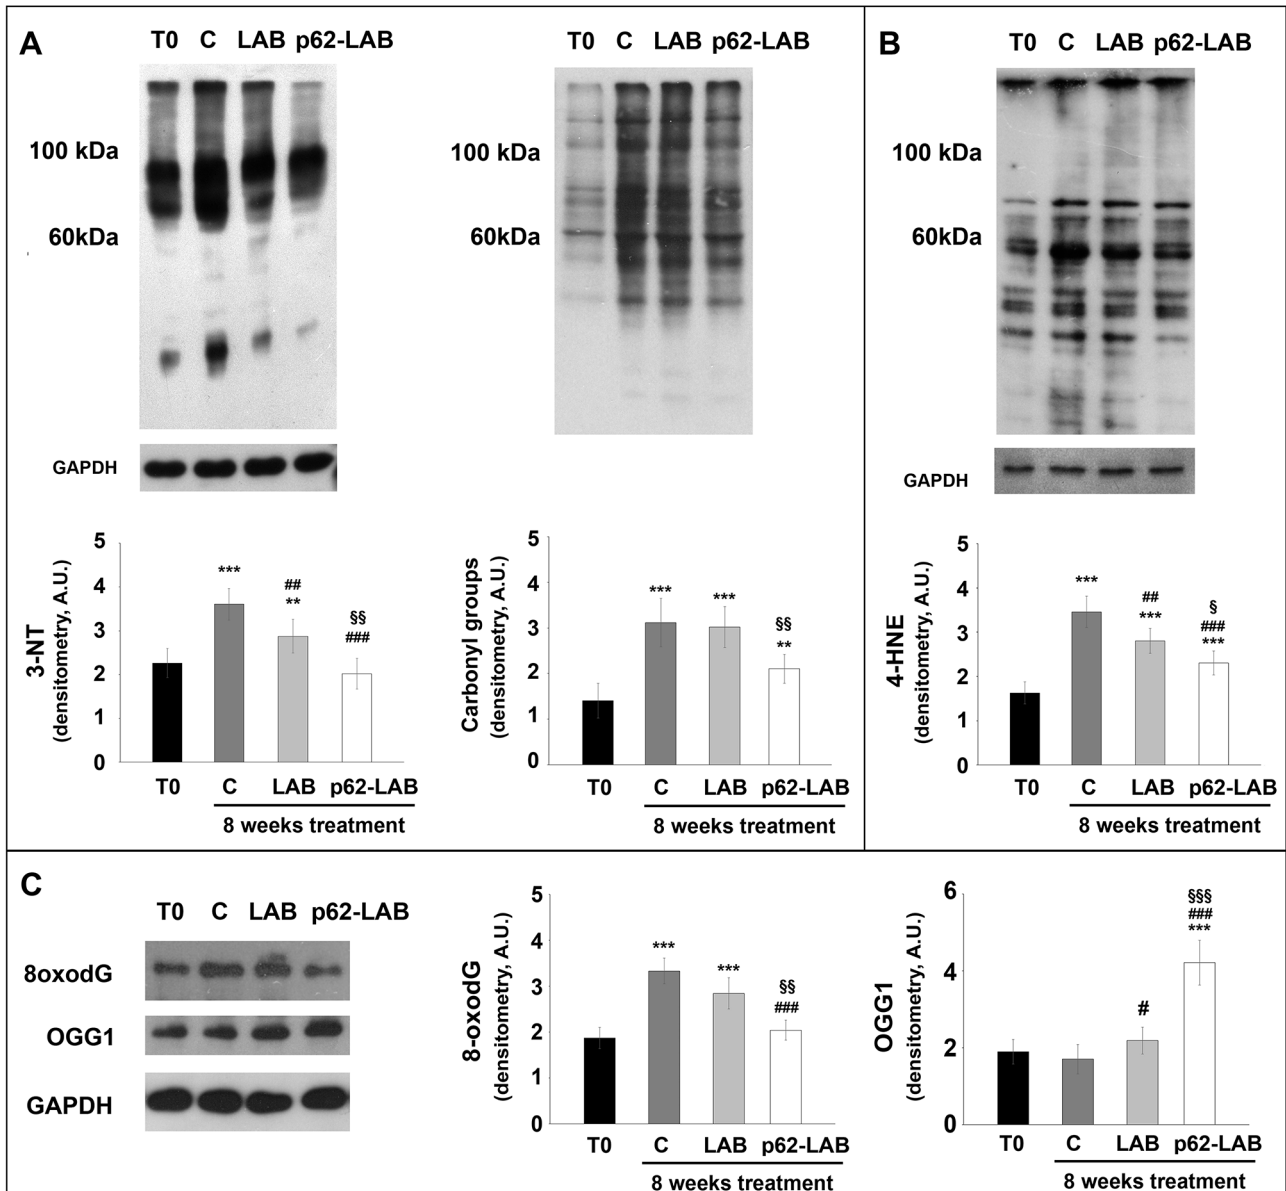 A
T0 C LAB p62-LAB
100 kDa
60kDa
GAPDH
T0 C LAB p62-LAB
100 kDa
60kDa
5
4
3
2
1
0
3-NT
(densitometry, A.U.)
***
##
**
§§
###
T0 C LAB p62-LAB
8 weeks treatment
5
4
3
2
1
0
Carbonyl groups
(densitometry, A.U.)
***
***
§§
**
T0 C LAB p62-LAB
8 weeks treatment
B
T0 C LAB p62-LAB
100 kDa
60kDa
GAPDH
5
4
3
2
1
0
4-HNE
(densitometry, A.U.)
***
##
***
§
###
***
T0 C LAB p62-LAB
8 weeks treatment
C
T0 C LAB p62-LAB
8oxodG
OGG1
GAPDH
5
4
3
2
1
0
8-oxodG
(densitometry, A.U.)
***
***
§§
###
T0 C LAB p62-LAB
8 weeks treatment
6
4
2
0
OGG1
(densitometry, A.U.)
#
§§§
###
***
T0 C LAB p62-LAB
8 weeks treatment